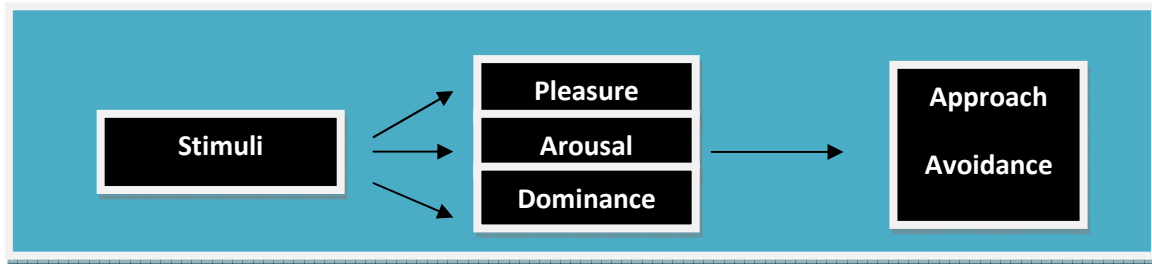 Stimuli
Pleasure
Arousal
Dominance
Approach
Avoidance